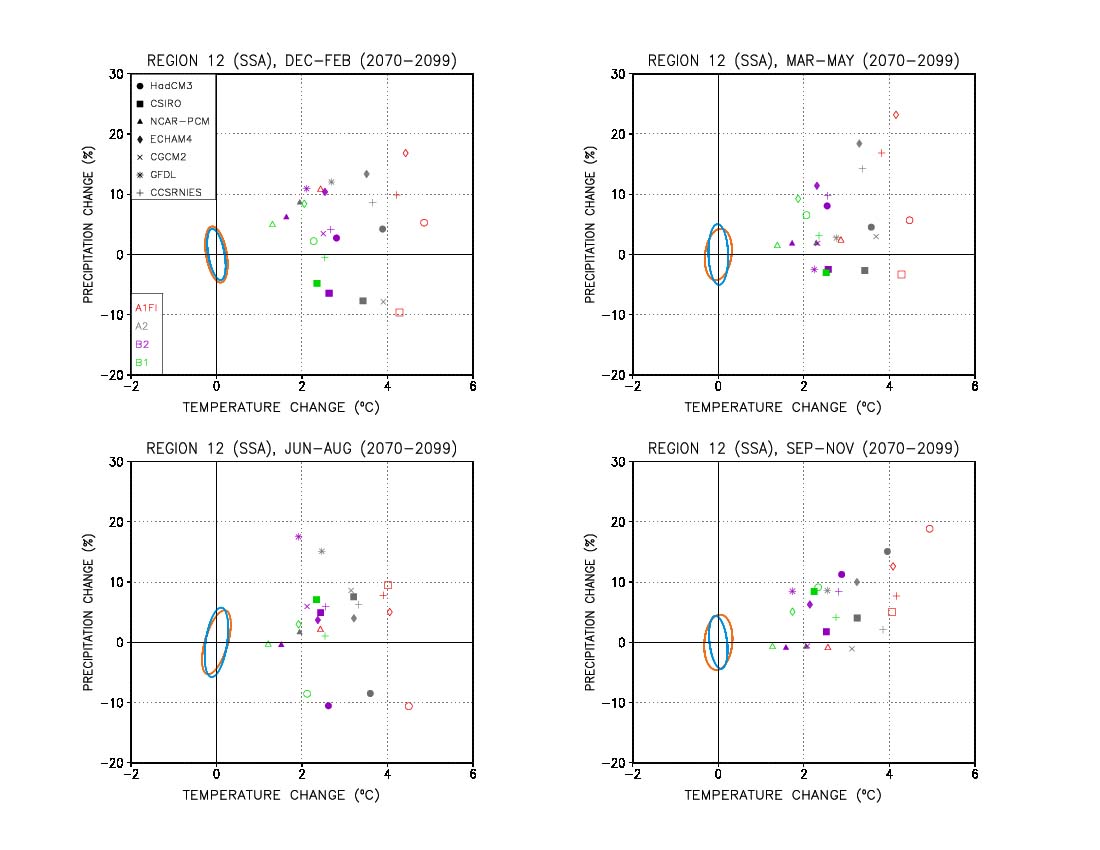 REGION 12 (SSA), DEC-FEB (2070-2099)
PRECIPITATION CHANGE (%)
30
20
10
0
-10
-20
HadCM3
CSIRO
NCAR-PCM
ECHAM4
CGCM2
GFDL
CCSRNIES
A1FI
A2
B2
B1
-2 0 2 4 6
TEMPERATURE CHANGE (ºC)
REGION 12 (SSA), MAR-MAY (2070-2099)
PRECIPITATION CHANGE (%)
30
20
10
0
-10
-20
-2 0 2 4 6
TEMPERATURE CHANGE (ºC)
REGION 12 (SSA), JUN-AUG (2070-2099)
PRECIPITATION CHANGE (%)
30
20
10
0
-10
-20
-2 0 2 4 6
TEMPERATURE CHANGE (ºC)
REGION 12 (SSA), SEP-NOV (2070-2099)
PRECIPITATION CHANGE (%)
30
20
10
0
-10
-20
-2 0 2 4 6
TEMPERATURE CHANGE (ºC)